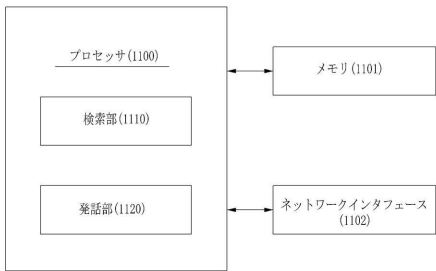 プロセッサ(1100)
検索部(1110)
発話部(1120)
メモリ(1101)
ネットワークインタフェース
(1102)